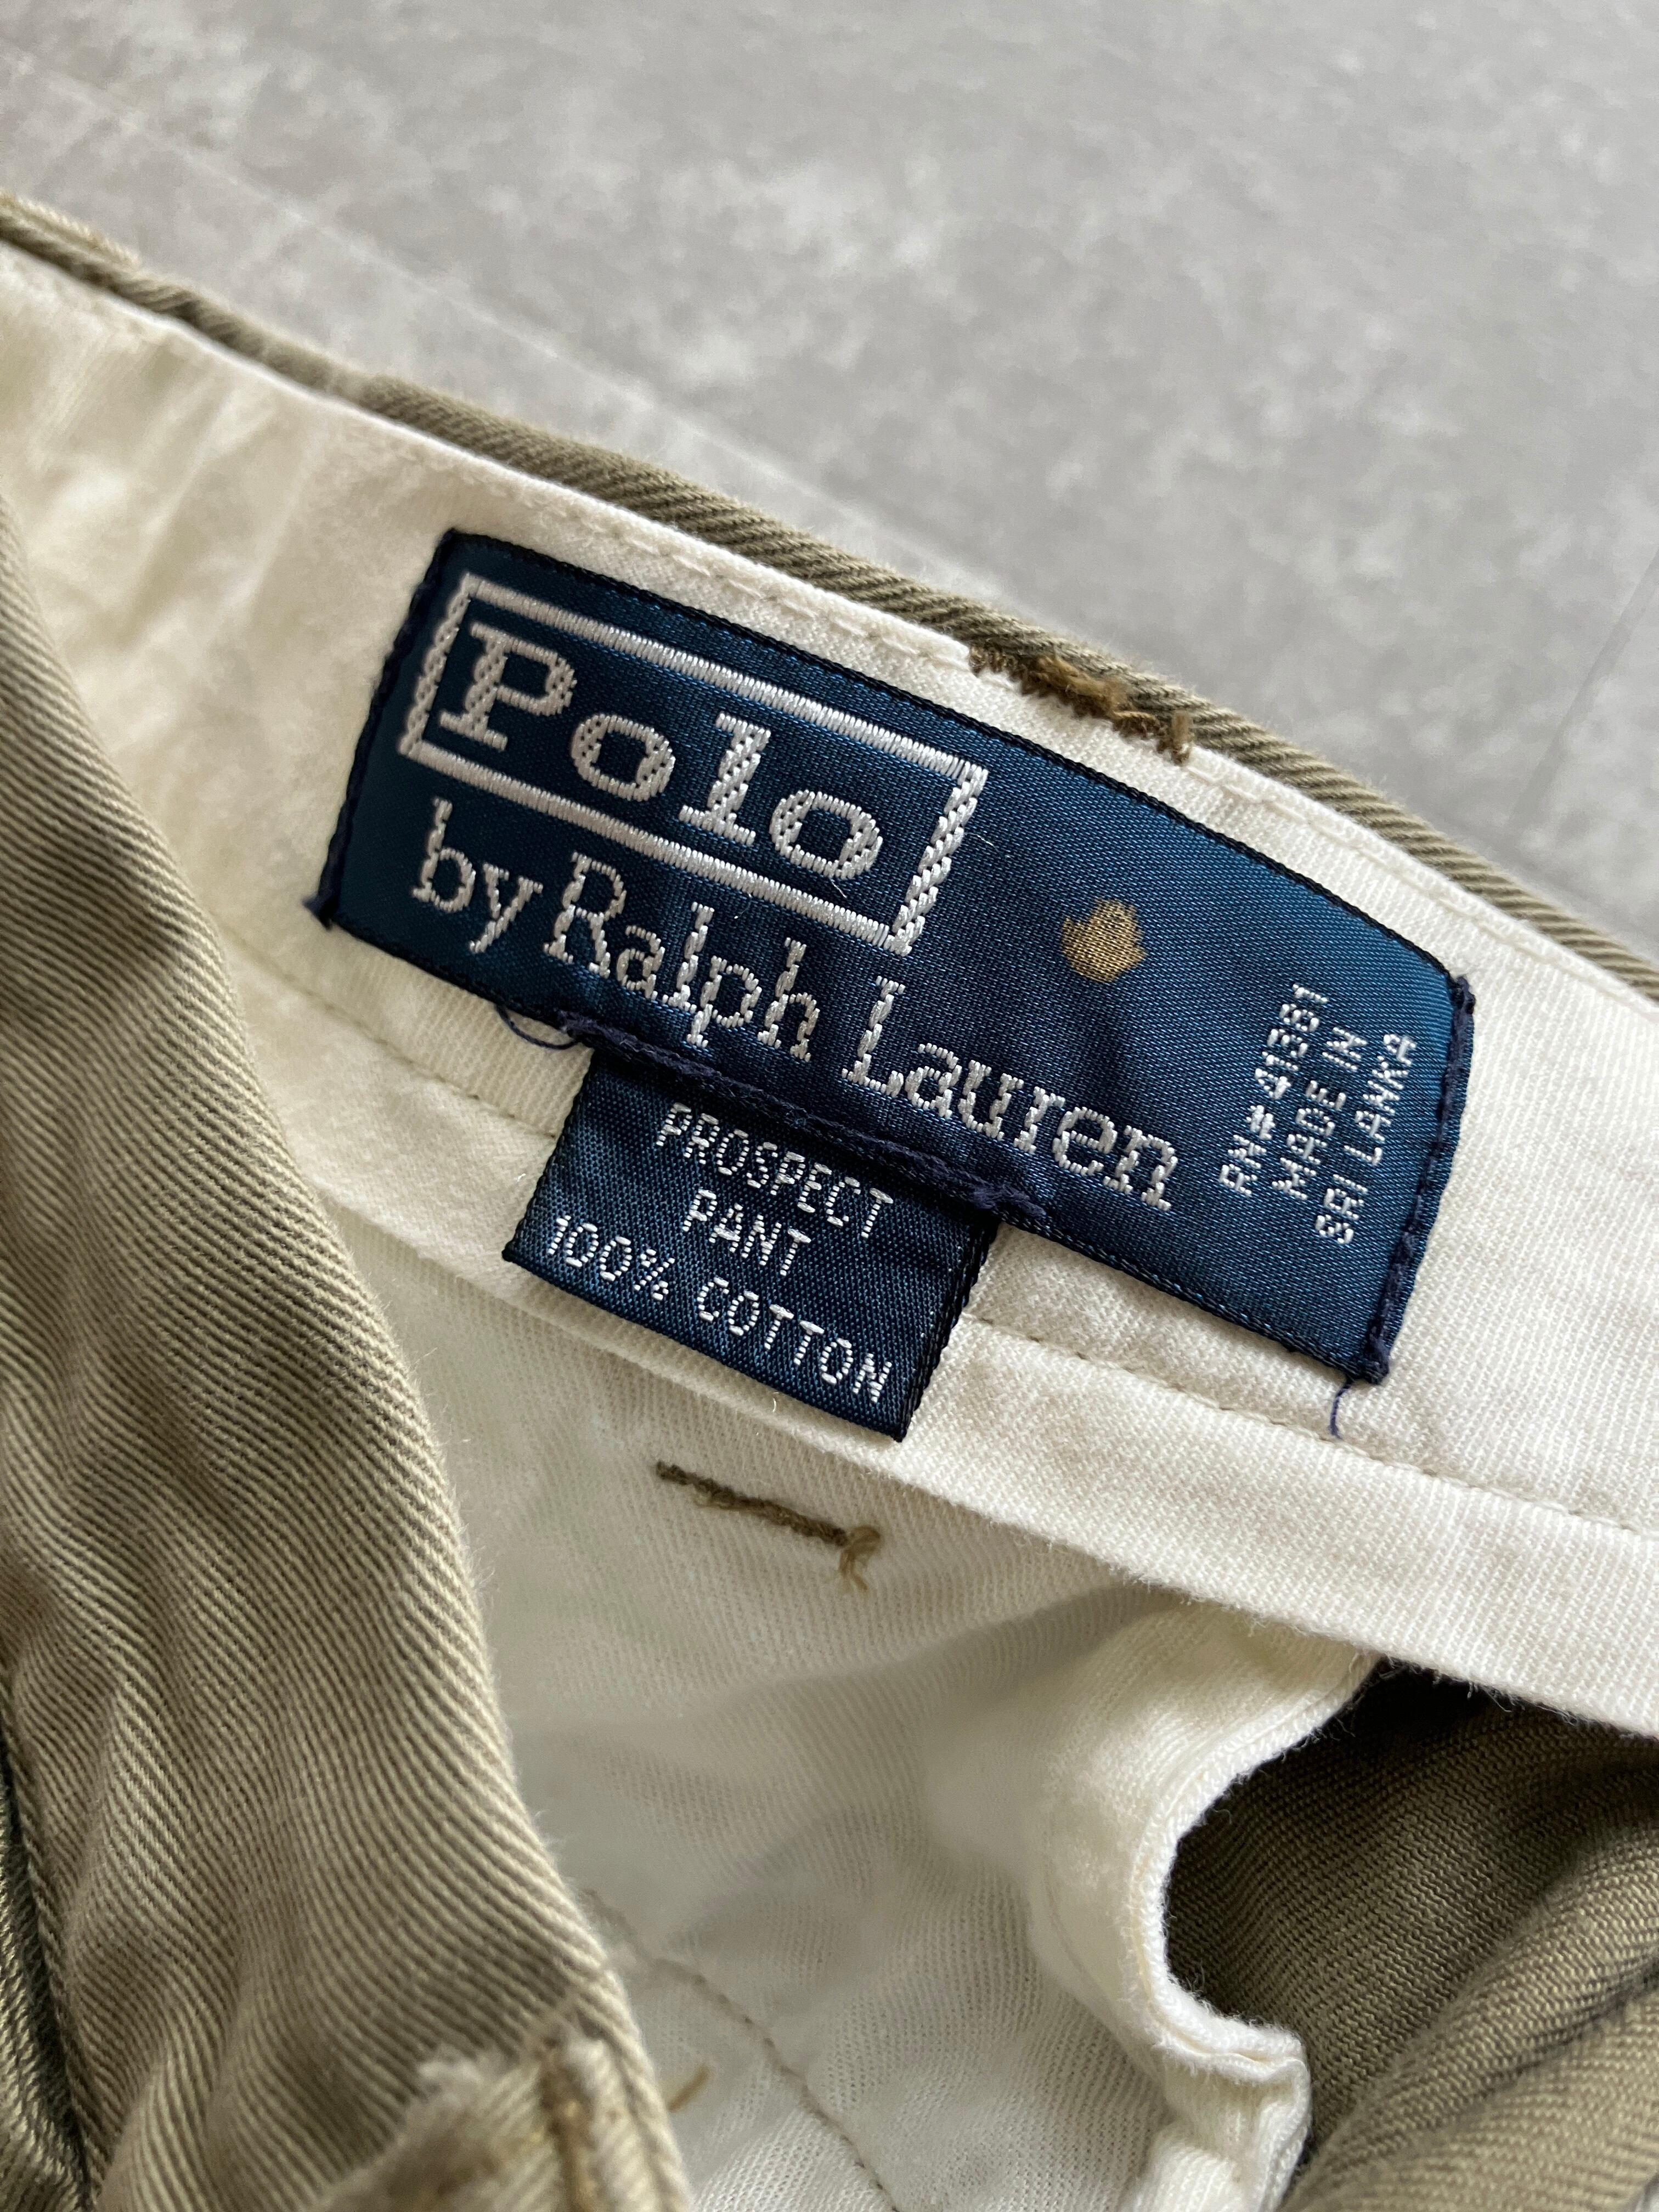 Polo
by Ralph Lauren
RN# 41381
MADE IN
SRI LANKA
PROSPECT
PANT
100% COTTON